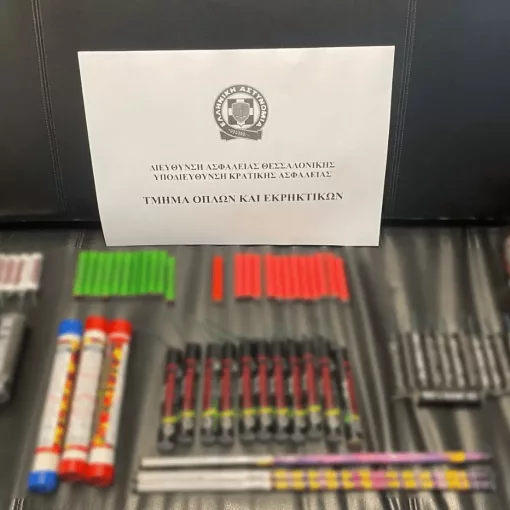 ΕΛΛΗΝΙΚΗ ΑΣΤΥΝΟΜΙΑ
ΔΙΕΥΘΥΝΣΗ ΑΣΦΑΛΕΙΑΣ ΘΕΣΣΑΛΟΝΙΚΗΣ
ΥΠΟΔΙΕΥΘΥΝΣΗ ΚΡΑΤΙΚΗΣ ΑΣΦΑΛΕΙΑΣ
ΤΜΗΜΑ ΟΠΛΩΝ ΚΑΙ ΕΚΡΗΚΤΙΚΩΝ